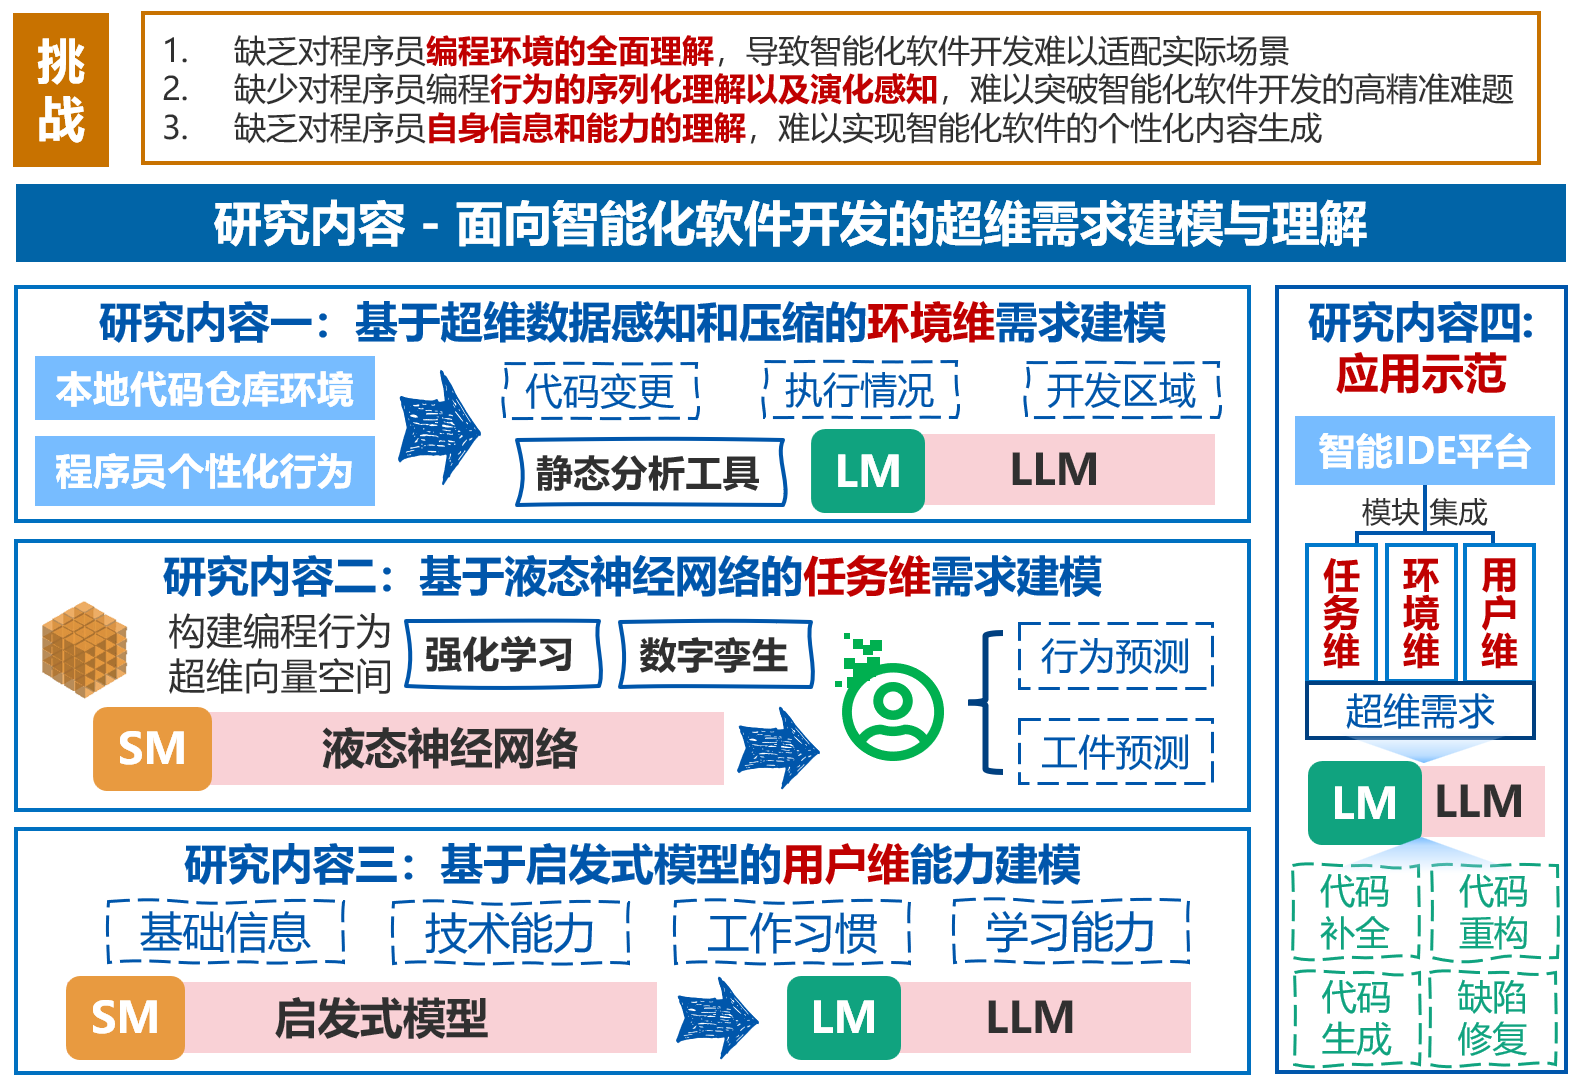 挑战
1. 缺乏对程序员编程环境的全面理解，导致智能化软件开发难以适配实际场景
2. 缺少对程序员编程行为的序列化理解以及演化感知，难以突破智能化软件开发的高精准难题
3. 缺乏对程序员自身信息和能力的理解，难以实现智能化软件的个性化内容生成
研究内容 - 面向智能化软件开发的超维需求建模与理解
研究内容一：基于超维数据感知和压缩的环境维需求建模
本地代码仓库环境
程序员个性化行为
代码变更
执行情况
开发区域
静态分析工具
LM
LLM
研究内容二：基于液态神经网络的任务维需求建模
构建编程行为
超维向量空间
强化学习
数字孪生
SM
液态神经网络
行为预测
工件预测
研究内容三：基于启发式模型的用户维能力建模
基础信息
技术能力
工作习惯
学习能力
SM
启发式模型
LM
LLM
研究内容四:
应用示范
智能IDE平台
模块集成
任务维
环境维
用户维
超维需求
LM
LLM
代码
补全
代码
重构
代码
生成
缺陷
修复